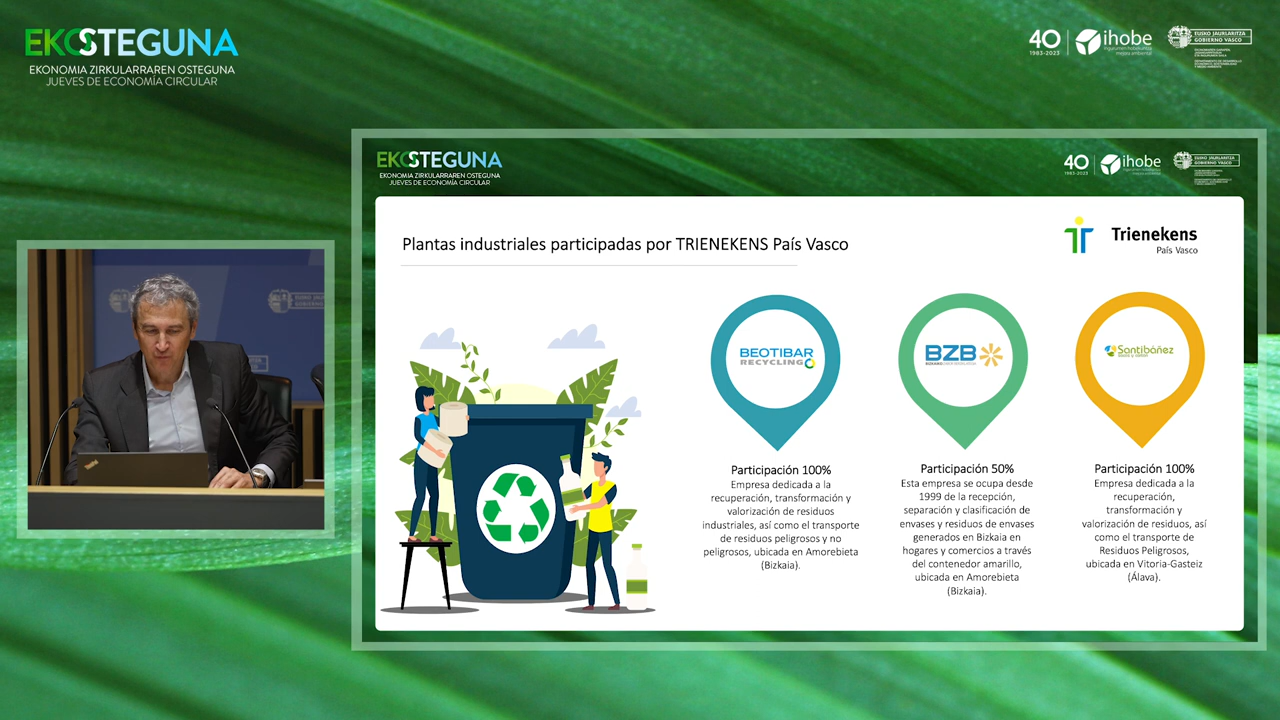 EKOSTEGUNA
EKONOMIA ZIRKULARRAREN OSTEGUNA
JUEVES DE ECONOMÍA CIRCULAR
40
1983-2023
ihobe
EUSKO JAURLARITZA
GOBIERNO VASCO
EKOSTEGUNA
EKONOMIA ZIRKULARRAREN OSTEGUNA
JUEVES DE ECONOMÍA CIRCULAR
40
1983-2023
ihobe
EUSKO JAURLARITZA
GOBIERNO VASCO
Plantas industriales participadas por TRIENEKENS País Vasco
Trienekens
País Vasco
BEOTIBAR
RECYCLING
BZB
Santibáñez
Participación 100%
Empresa dedicada a la
recuperación, transformación y
valorización de residuos
industriales, así como el transporte
de residuos peligrosos y no
peligrosos, ubicada en Amorebieta
(Bizkaia).
Participación 50%
Esta empresa se ocupa desde
1999 de la recepción,
separación y clasificación de
envases y residuos de envases
generados en Bizkaia en
hogares y comercios a través
del contenedor amarillo,
ubicada en Amorebieta
(Bizkaia).
Participación 100%
Empresa dedicada a la
recuperación,
transformación y
valorización de residuos, así
como el transporte de
Residuos Peligrosos,
ubicada en Vitoria-Gasteiz
(Álava).